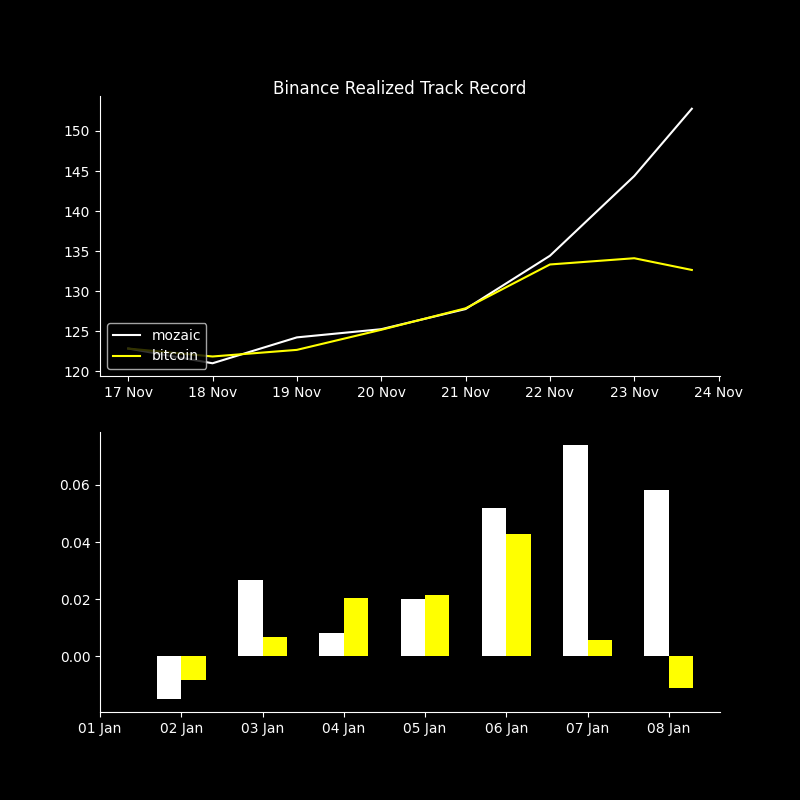 Binance Realized Track Record
150
145
140
135
130
125
120
mozaic
bitcoin
17 Nov 18 Nov 19 Nov 20 Nov 21 Nov 22 Nov 23 Nov 24 Nov
0.06
0.04
0.02
0.00
01 Jan 02 Jan 03 Jan 04 Jan 05 Jan 06 Jan 07 Jan 08 Jan